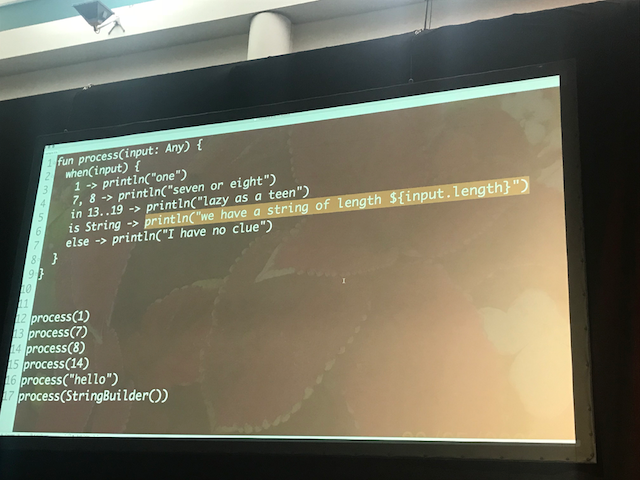 1 fun process(input: Any) {
2 when(input) {
3 1 -> println("one")
4 7, 8 -> println("seven or eight")
5 in 13..19 -> println("lazy as a teen")
6 is String -> println("we have a string of length ${input.length}")
7 else -> println("I have no clue")
8 }
9 }
10
11
12 process(1)
13 process(7)
14 process(8)
15 process(14)
16 process("hello")
17 process(StringBuilder())